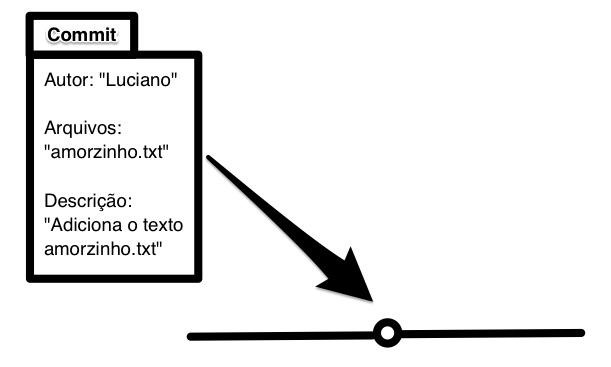 Commit
Autor: "Luciano"
Arquivos:
"amorzinho.txt"
Descrição:
"Adiciona o texto
amorzinho.txt"